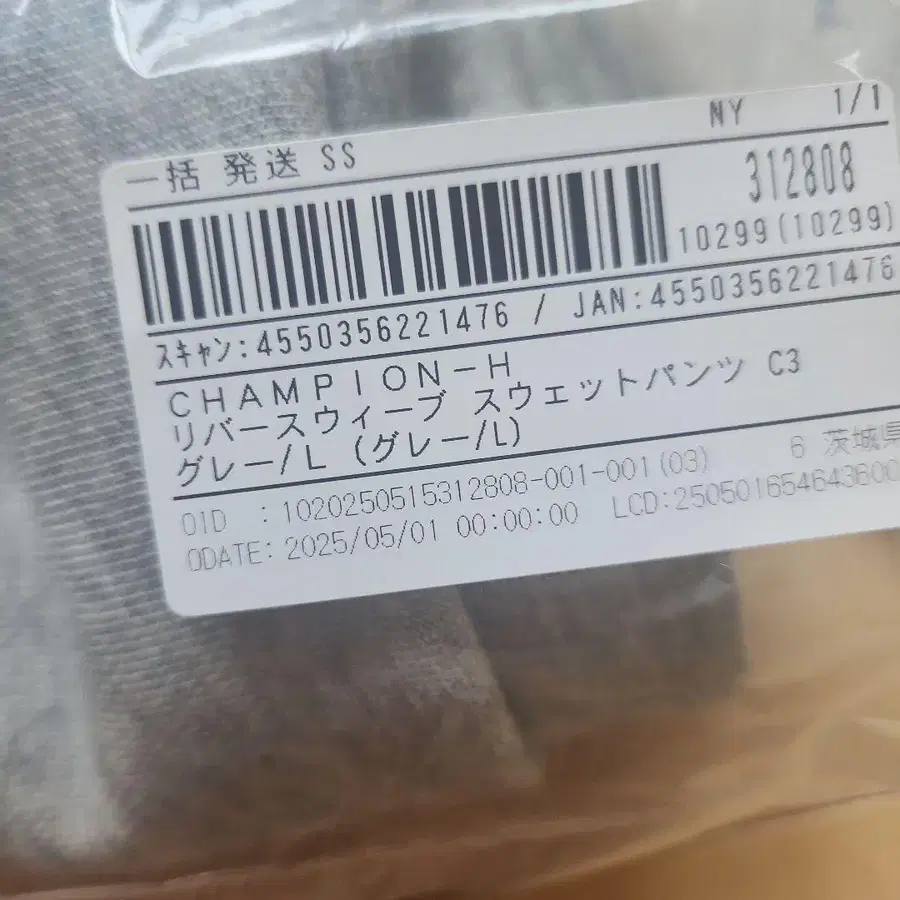 NY 1/1
一括 発送 SS
312808
10299(10299)
スキャン:4550356221476 / JAN:4550356221476
CHAMPION-H
リバースウィーブ スウェットパンツ C3
グレー/L (グレー/L)
OID :1020250515312808-001-001(03) 6 茨城県
ODATE: 2025/05/01 00:00:00 LCD:250501654643600